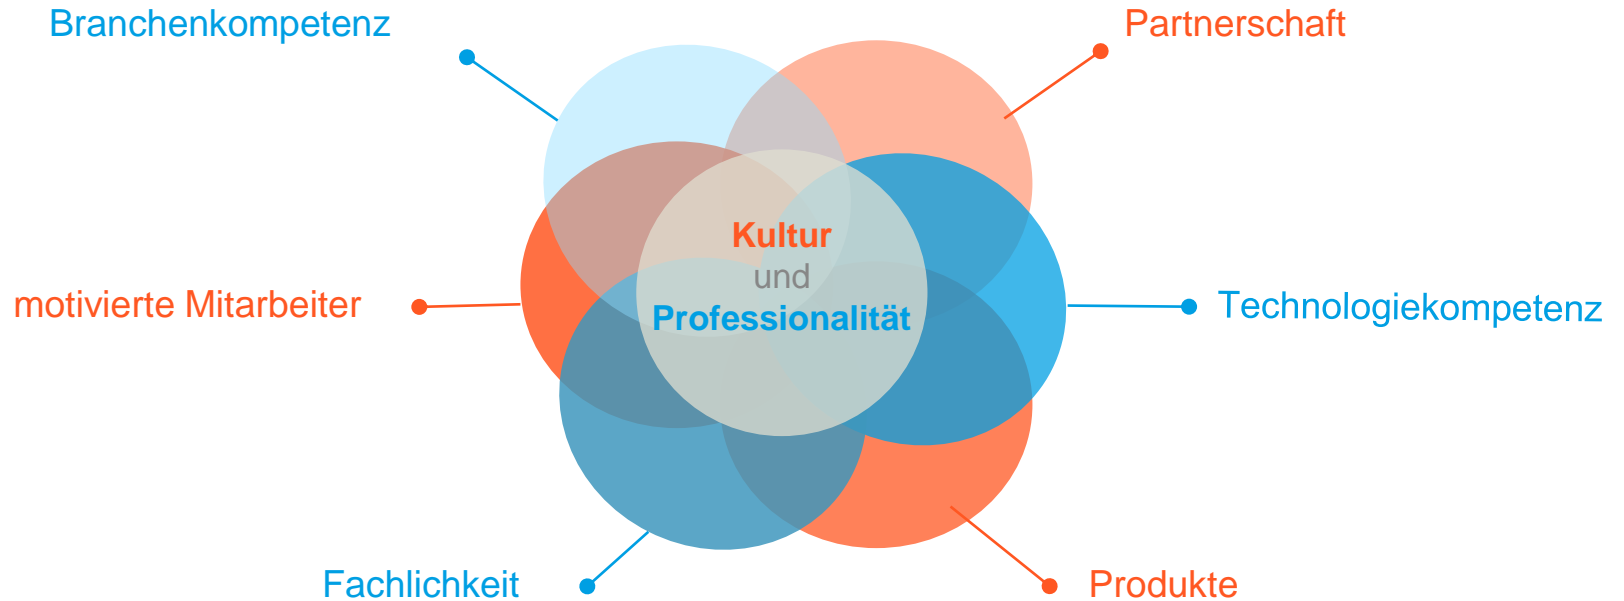 Branchenkompetenz
Partnerschaft
Kultur
und
Professionalität
motivierte Mitarbeiter
Technologiekompetenz
Fachlichkeit
Produkte